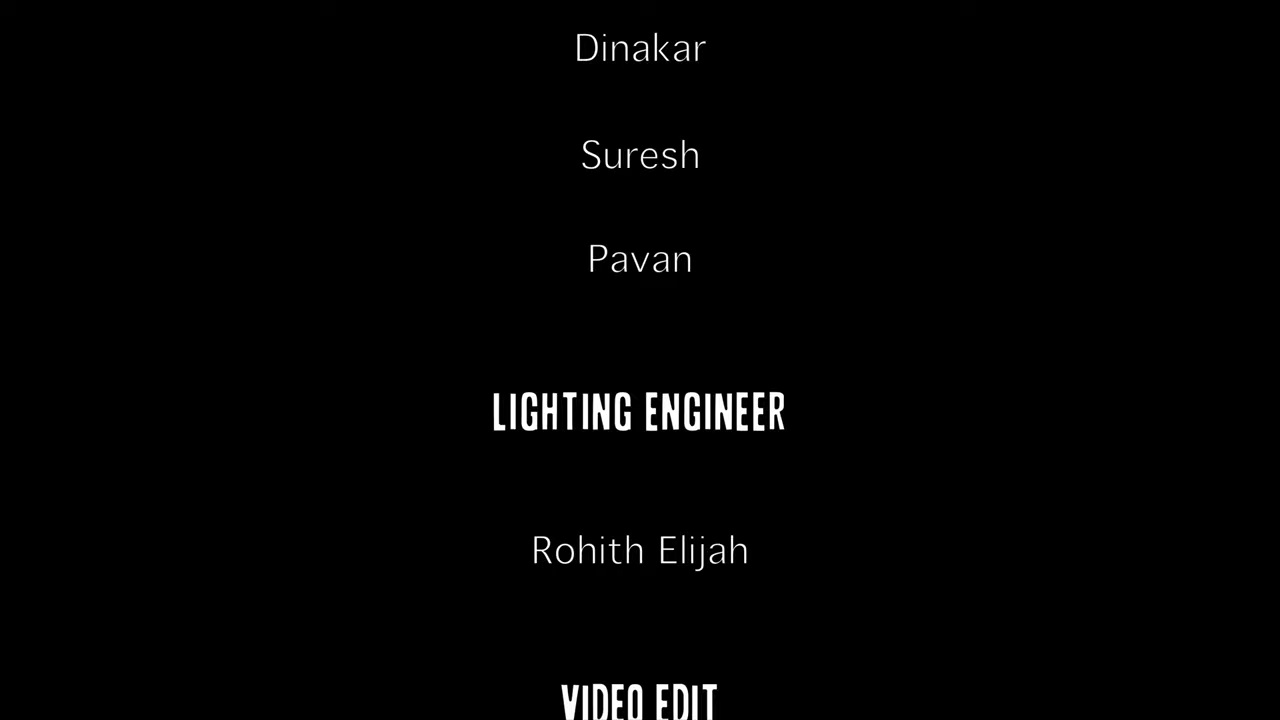 Dinakar
Suresh
Pavan
LIGHTING ENGINEER
Rohith Elijah
VIDEO EDIT